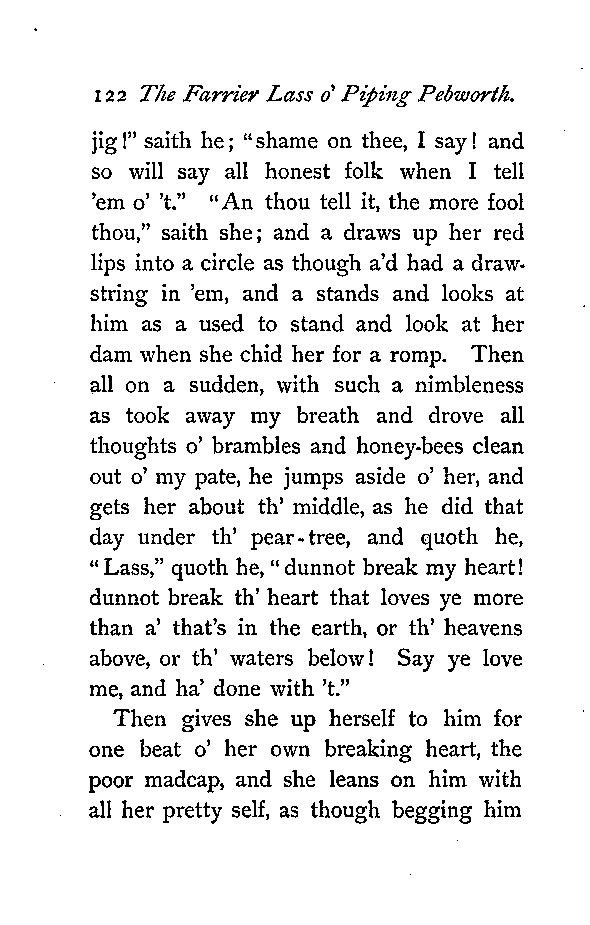 122 The Farrier Lass o' Piping Pebworth.
jig!" saith he; "shame on thee, I say! and
so will say all honest folk when I tell
'em o' 't." "An thou tell it, the more fool
thou," saith she; and a draws up her red
lips into a circle as though a'd had a draw-
string in 'em, and a stands and looks at
him as a used to stand and look at her
dam when she chid her for a romp. Then
all on a sudden, with such a nimbleness
as took away my breath and drove all
thoughts o' brambles and honey-bees clean
out o' my pate, he jumps aside o' her, and
gets her about th' middle, as he did that
day under th' pear-tree, and quoth he,
"Lass," quoth he, "dunnot break my heart!
dunnot break th' heart that loves ye more
than a' that's in the earth, or th' heavens
above, or th' waters below! Say ye love
me, and ha' done with 't."
Then gives she up herself to him for
one beat o' her own breaking heart, the
poor madcap, and she leans on him with
all her pretty self, as though begging him